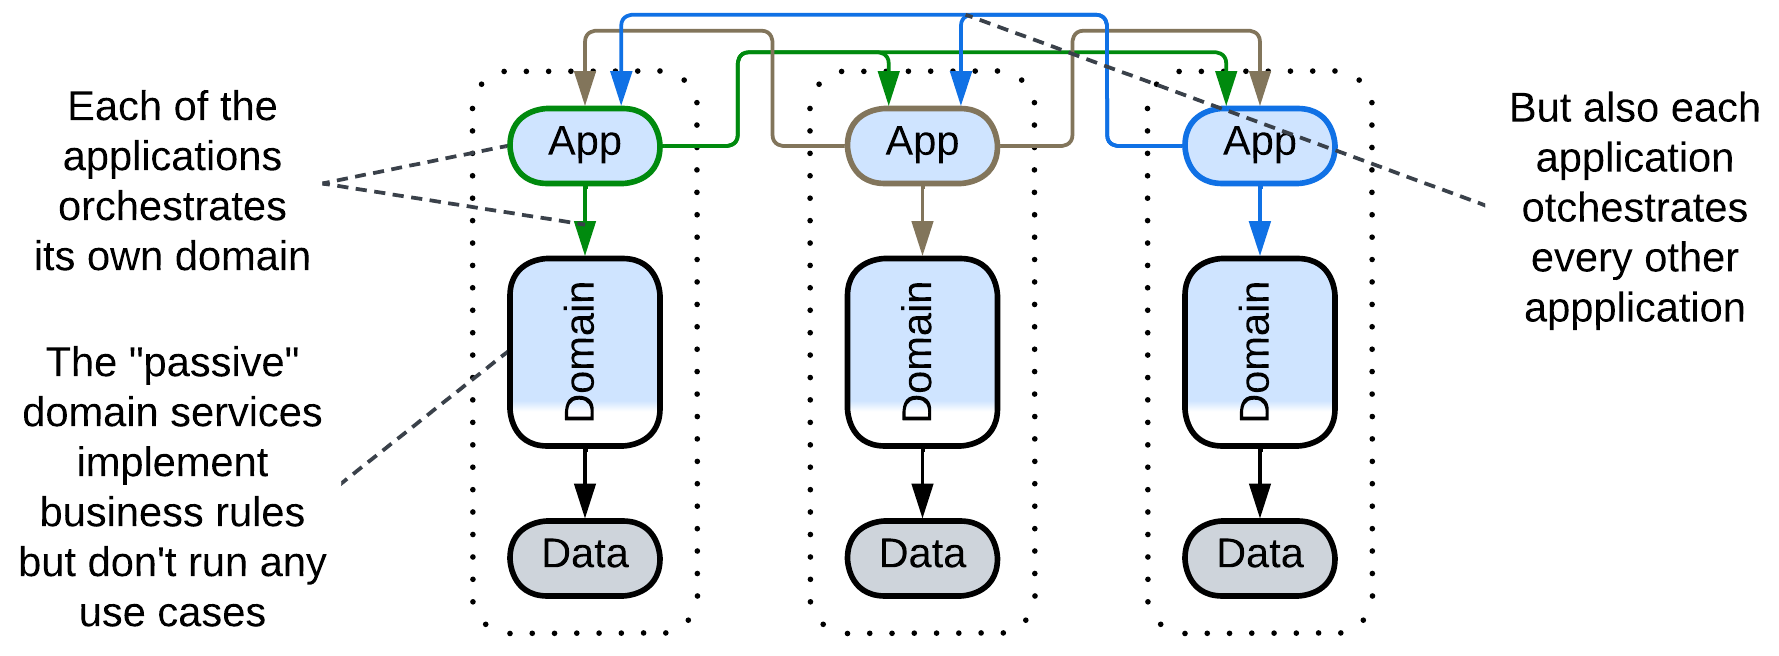 Each of the
applications
orchestrates
its own domain
The "passive"
domain services
implement
business rules
but don't run any
use cases
App
App
App
Domain
Domain
Domain
Data
Data
Data
But also each
application
otchestrates
every other
appplication